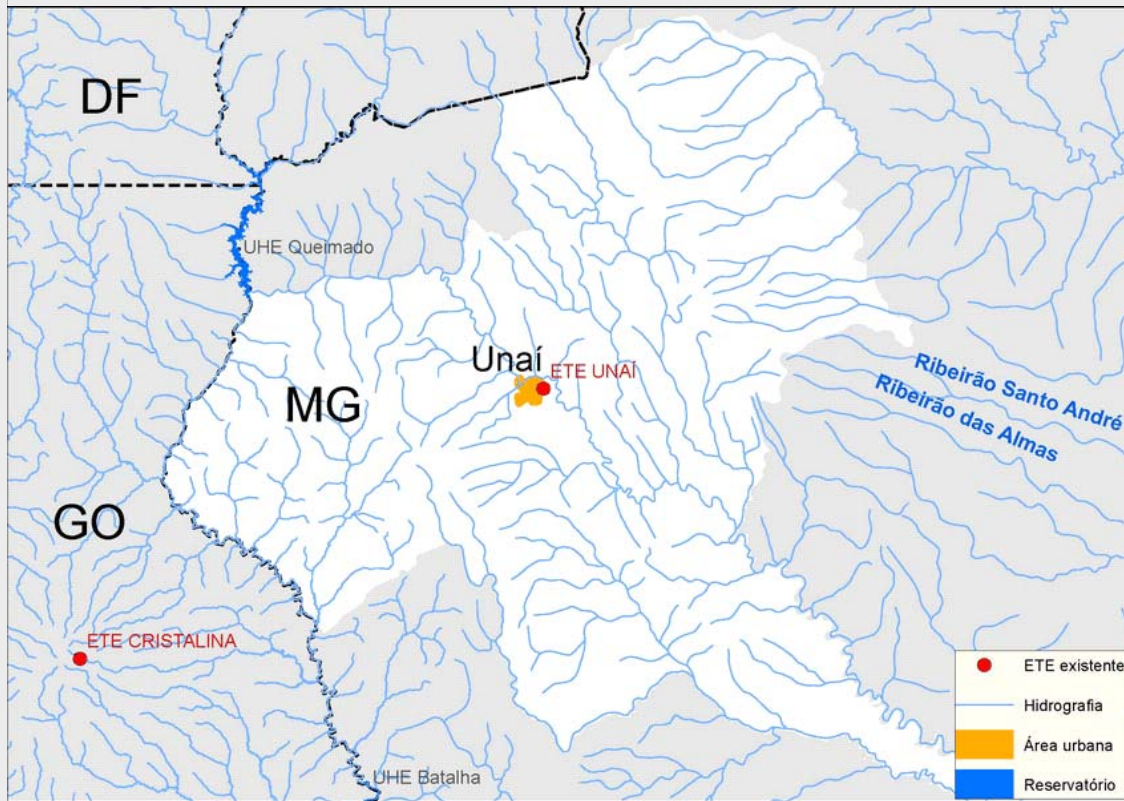 DF
UHE Queimado
Unaí
ETE UNAÍ
MG
Ribeirão Santo André
Ribeirão das Almas
GO
ETE CRISTALINA
UHE Batalha
ETE existente
Hidrografia
Área urbana
Reservatório